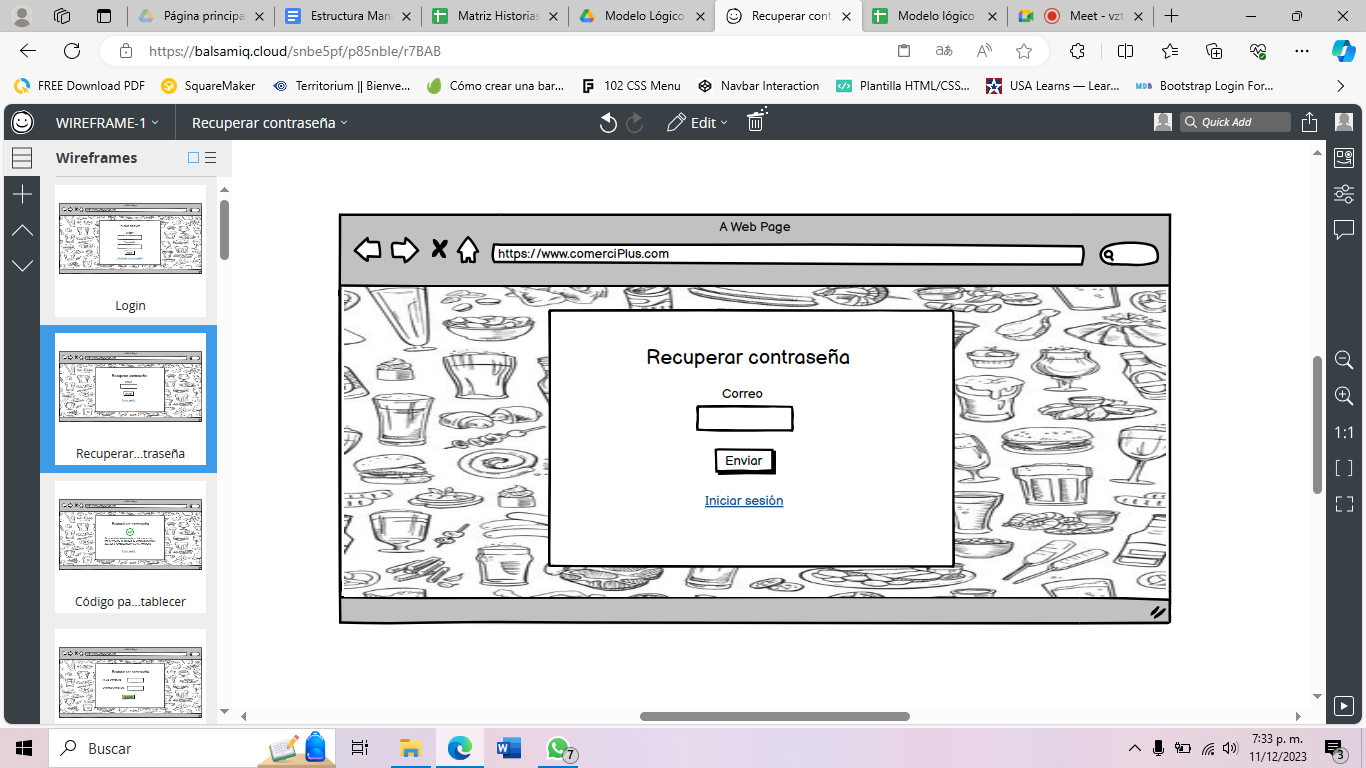 Página principa
Estructura Man
Matriz Historias
Modelo Lógico
Recuperar cont
Modelo lógico
Meet - vzt
https://balsamiq.cloud/snbe5pf/p85nble/r7BAB
FREE Download PDF
SquareMaker
Territorium || Bienve...
Cómo crear una bar...
102 CSS Menu
Navbar Interaction
Plantilla HTML/CSS...
USA Learns — Lear...
Bootstrap Login For...
WIREFRAME-1
Recuperar contraseña
Edit
Quick Add
Wireframes
Login
Recuperar...traseña
Código pa...tablecer
A Web Page
https://www.comerciPlus.com
Recuperar contraseña
Correo
Enviar
Iniciar sesión
1:1
Buscar
7
7:33 p. m.
11/12/2023
3